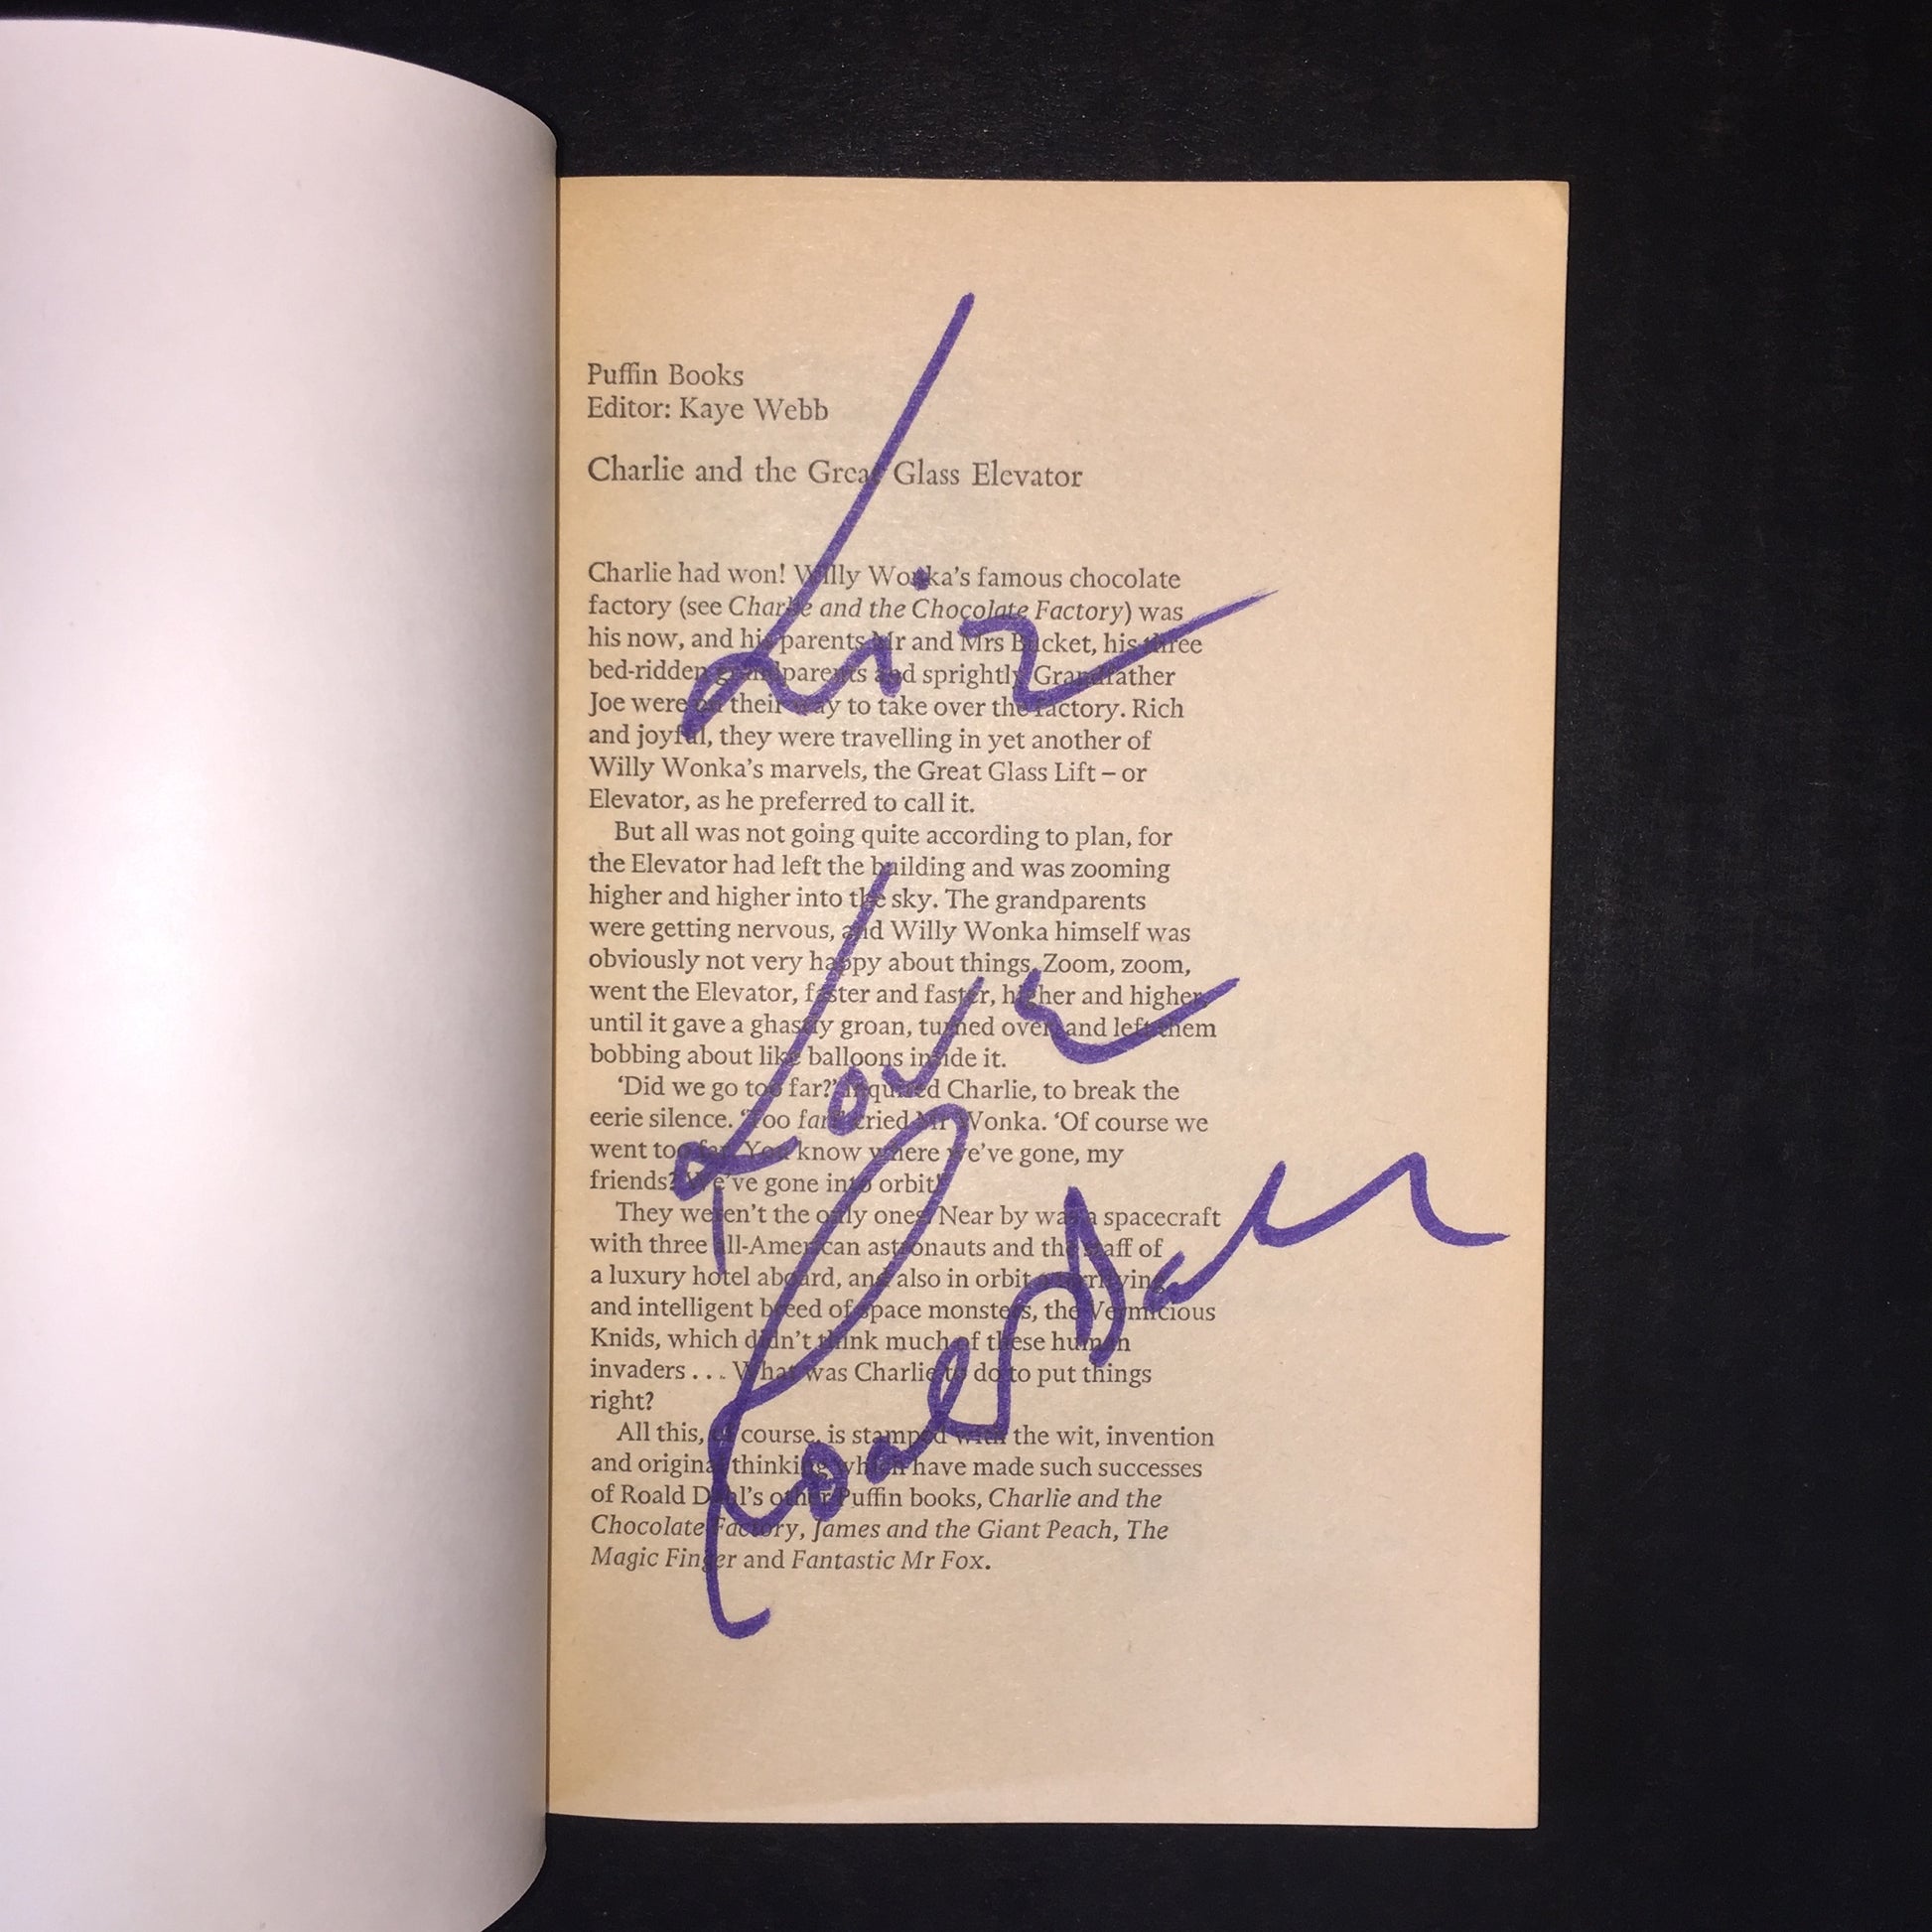 Puffin Books
Editor: Kaye Webb
Charlie and the Great Glass Elevator
Charlie had won! Willy Wonka's famous chocolate
factory (see Charlie and the Chocolate Factory) was
his now, and his parents Mr and Mrs Bucket, his three
bed-ridden grandparents and sprightly Grandfather
Joe were on their way to take over the factory. Rich
and joyful, they were travelling in yet another of
Willy Wonka's marvels, the Great Glass Lift – or
Elevator, as he preferred to call it.
But all was not going quite according to plan, for
the Elevator had left the building and was zooming
higher and higher into the sky. The grandparents
were getting nervous, and Willy Wonka himself was
obviously not very happy about things. Zoom, zoom,
went the Elevator, faster and faster, higher and higher,
until it gave a ghastly groan, turned over and left them
bobbing about like balloons inside it.
‘Did we go too far?’ inquired Charlie, to break the
eerie silence. ‘Too far!’ cried Mr Wonka. ‘Of course we
went too far! You know where we've gone, my
friends? We've gone into orbit!’
They weren't the only ones. Near by was a spacecraft
with three all-American astronauts and the staff of
a luxury hotel aboard, and also in orbit a terrifying
and intelligent breed of space monsters, the Vermicious
Knids, which didn't think much of these human
invaders . . . What was Charlie to do to put things
right?
All this, of course, is stamped with the wit, invention
and original thinking which have made such successes
of Roald Dahl's other Puffin books, Charlie and the
Chocolate Factory, James and the Giant Peach, The
Magic Finger and Fantastic Mr Fox.
Liz
Love
Roald Dahl